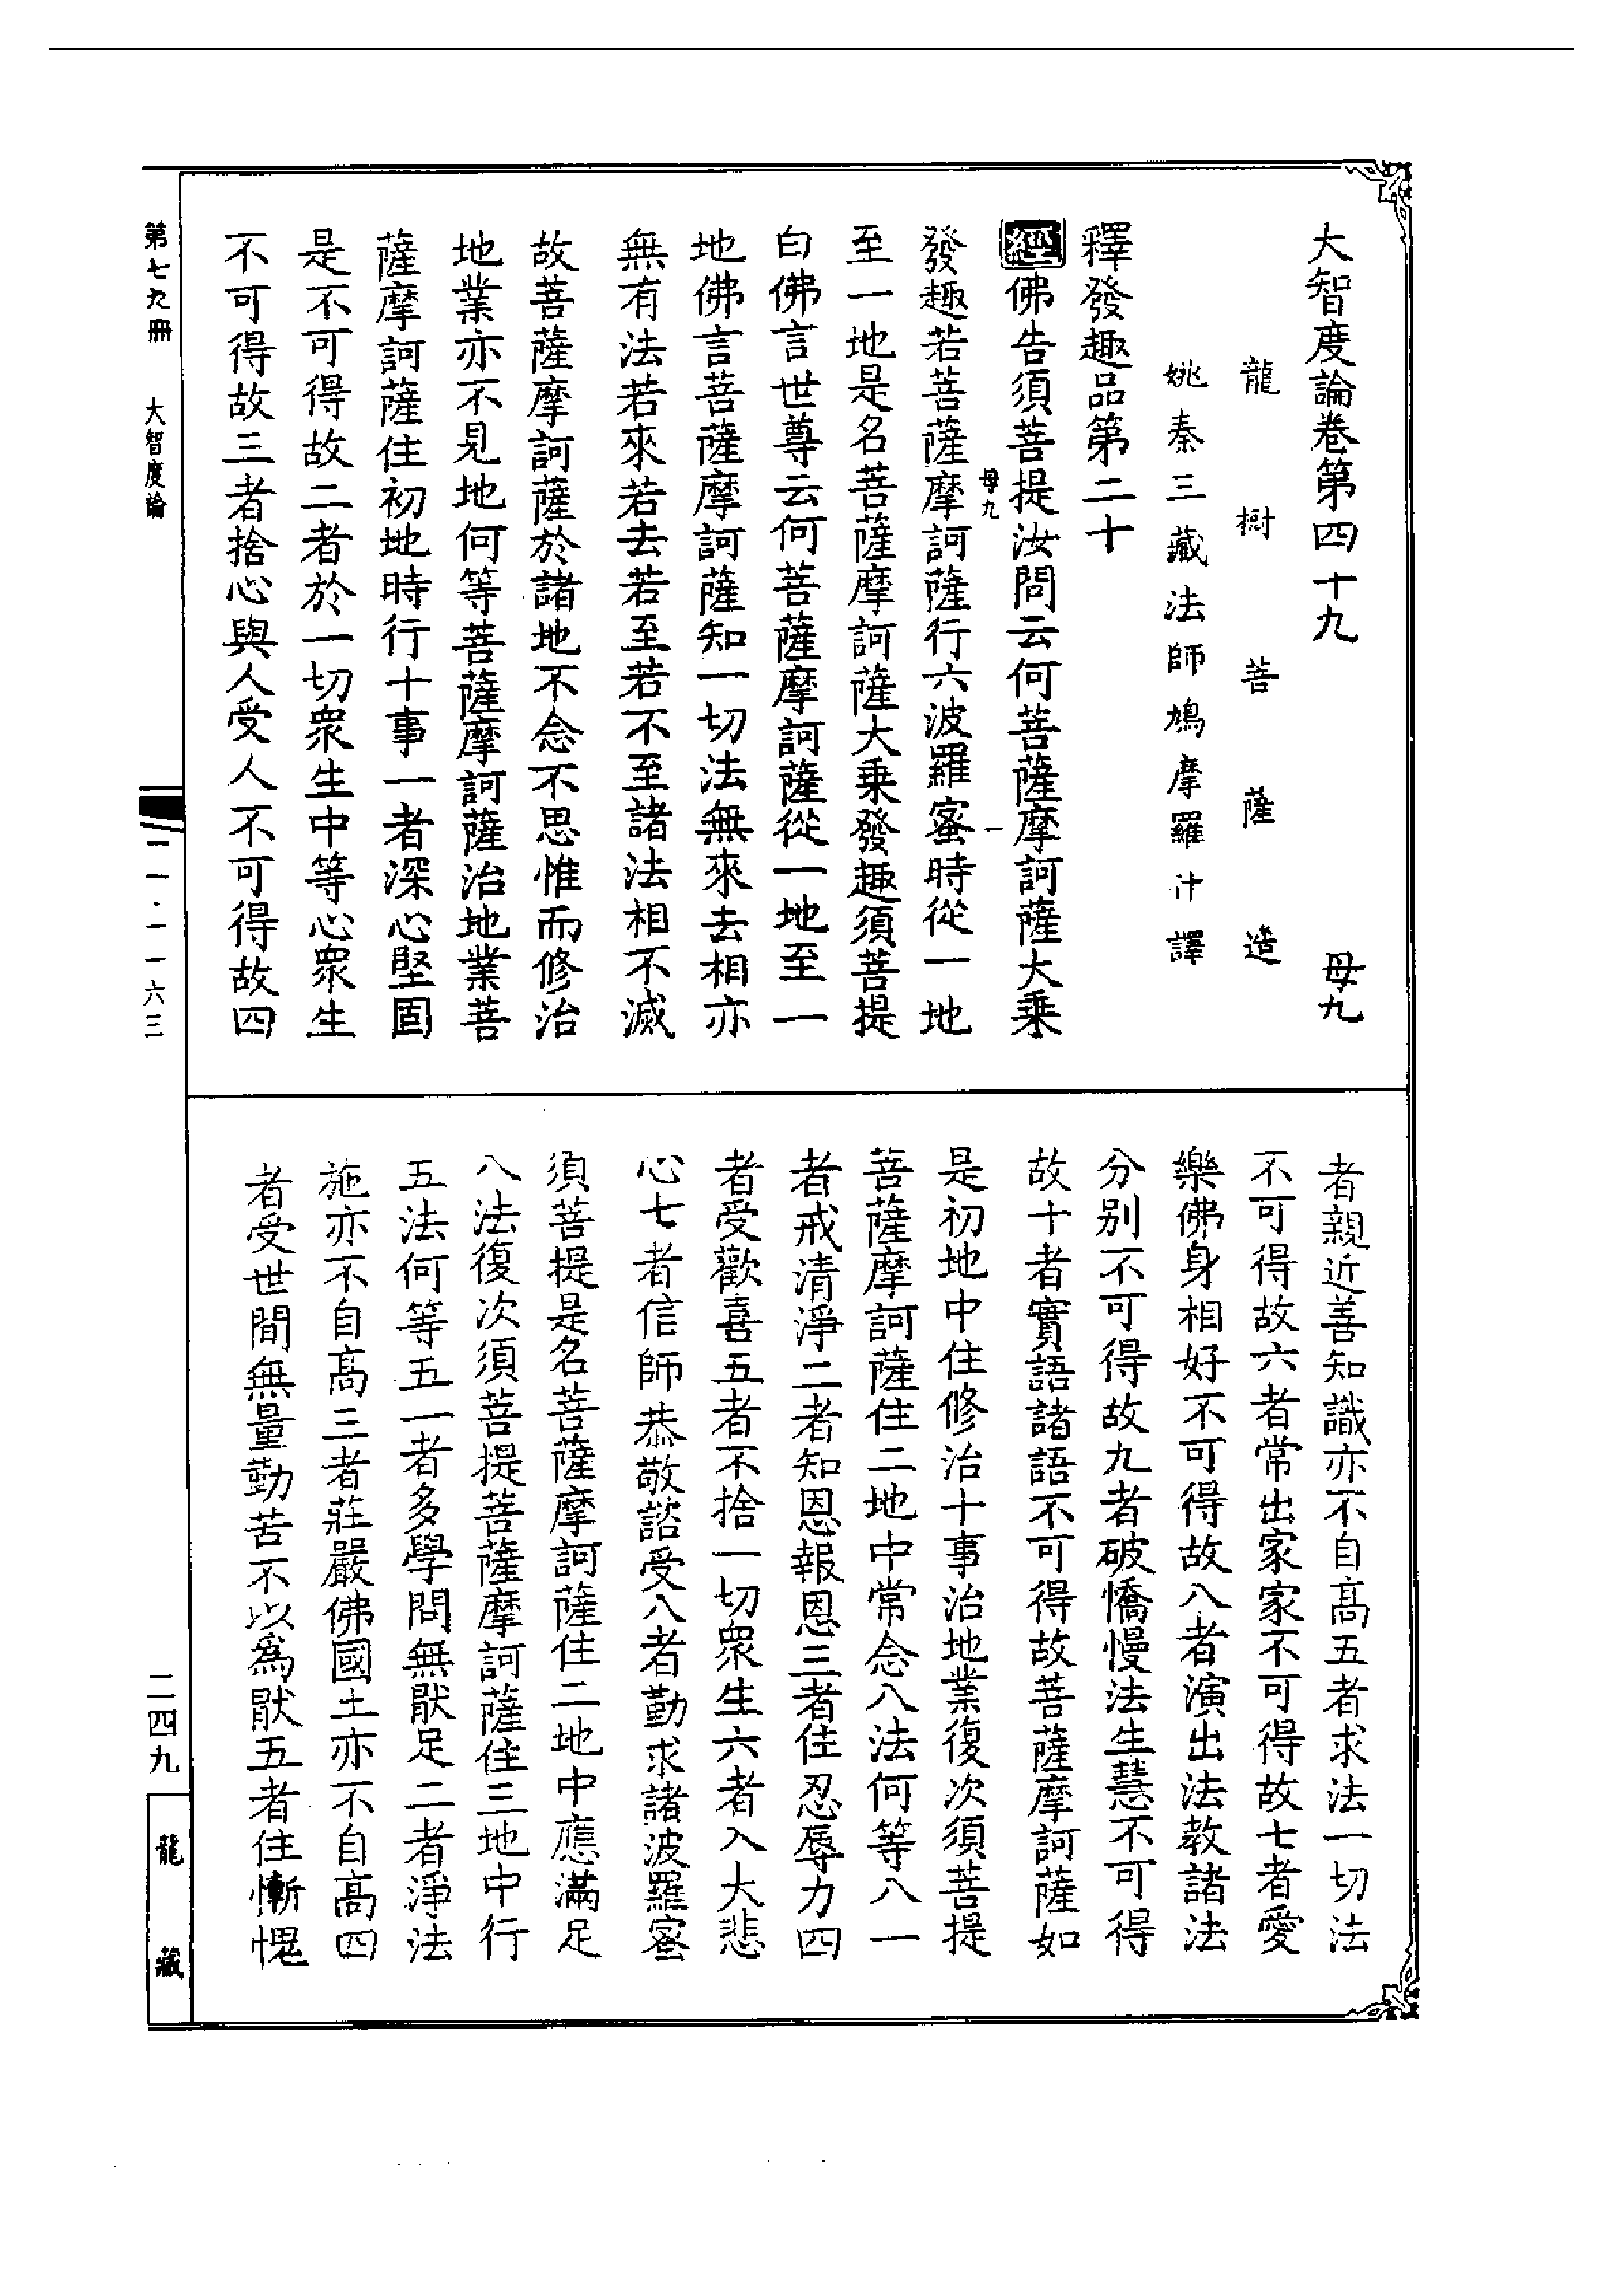 大智度論卷第四十九 母九
龍樹菩薩造
姚秦三藏法師鳩摩羅什譯
釋發趣品第二十
經佛告須菩提汝問云何菩薩摩訶薩大乘
母九 一
發趣若菩薩摩訶薩行六波羅蜜時從一地
至一地是名菩薩摩訶薩大乘發趣須菩提
白佛言世尊云何菩薩摩訶薩從一地至一
地佛言菩薩摩訶薩知一切法無來去相亦
無有法若來若去若至若不至諸法相不滅
故菩薩摩訶薩於諸地不念不思惟而修治
地業亦不見地何等菩薩摩訶薩治地業菩
薩摩訶薩住初地時行十事一者深心堅固
是不可得故二者於一切眾生中等心眾生
不可得故三者捨心與人受人不可得故四
者親近善知識亦不自高五者求法一切法
不可得故六者常出家家不可得故七者愛
樂佛身相好不可得故八者演出法教諸法
分別不可得故九者破憍慢法生慧不可得
故十者實語諸語不可得故菩薩摩訶薩如
是初地中住修治十事治地業復次須菩提
菩薩摩訶薩住二地中常念八法何等八一
者戒清淨二者知恩報恩三者住忍辱力四
者受歡喜五者不捨一切眾生六者入大悲
心七者信師恭敬諮受八者勤求諸波羅蜜
須菩提是名菩薩摩訶薩住二地中應滿足
八法復次須菩提菩薩摩訶薩住三地中行
五法何等五一者多學問無猒足二者淨法
施亦不自高三者莊嚴佛國土亦不自高四
者受世間無量勤苦不以為猒五者住慚愧
第七九冊 大智度論
一一·一一六三
二四九
龍藏